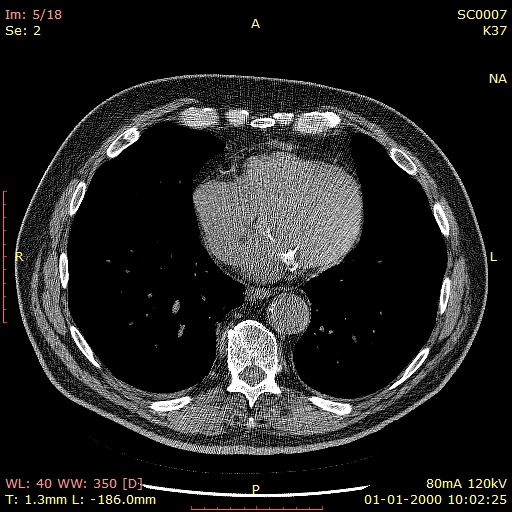 Im: 5/18
Se: 2
A
SC0007
K37
NA
R
L
WL: 40 WW: 350 [D]
T: 1.3mm L: -186.0mm
P
80mA 120kV
01-01-2000 10:02:25